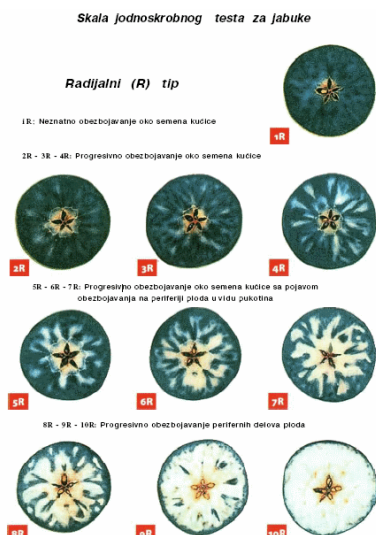 Skala jodnoskrobnog testa za jabuke
Radijalni (R) tip
1R: Neznatno obezbojavanje oko semena kućice
1R
2R - 3R - 4R: Progresivno obezbojavanje oko semena kućice
2R
3R
4R
5R - 6R - 7R: Progresivno obezbojavanje oko semena kućice sa pojavom
obezbojavanja na periferiji ploda u vidu pukotina
5R
6R
7R
8R - 9R - 10R: Progresivno obezbojavanje perifernih delova ploda
8R
9R
10R